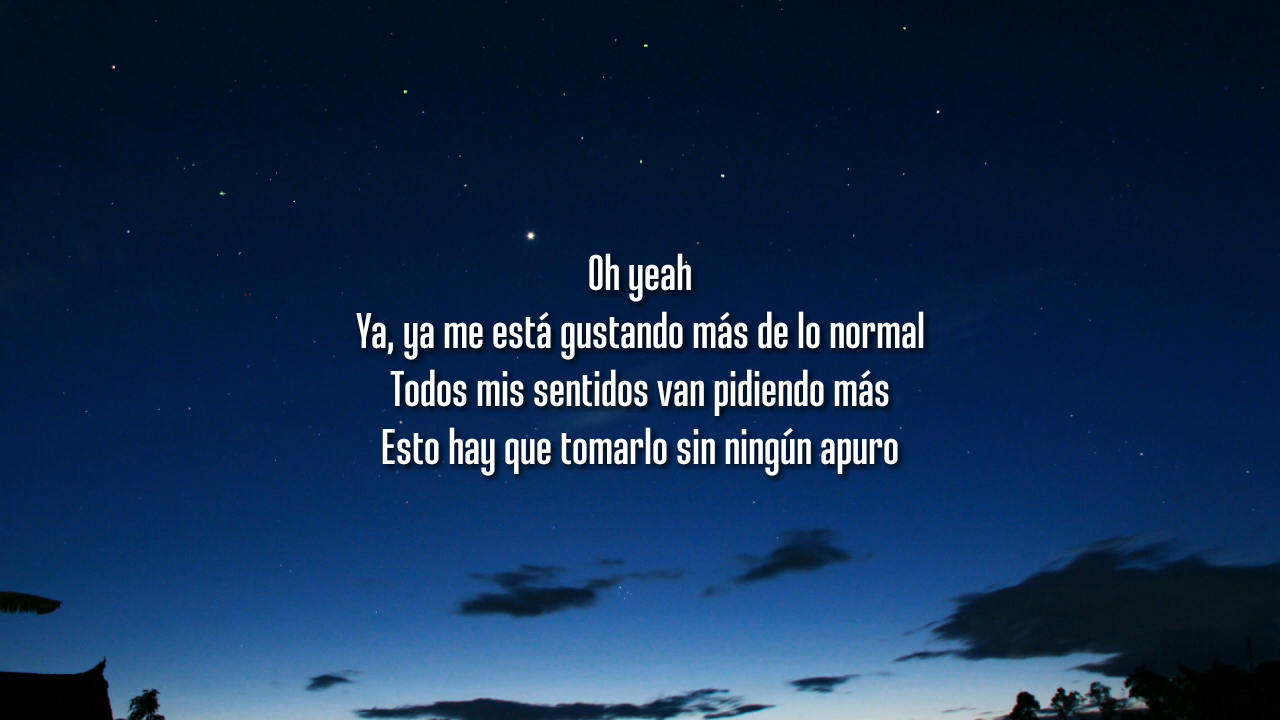 Oh yeah
Ya, ya me está gustando más de lo normal
Todos mis sentidos van pidiendo más
Esto hay que tomarlo sin ningún apuro